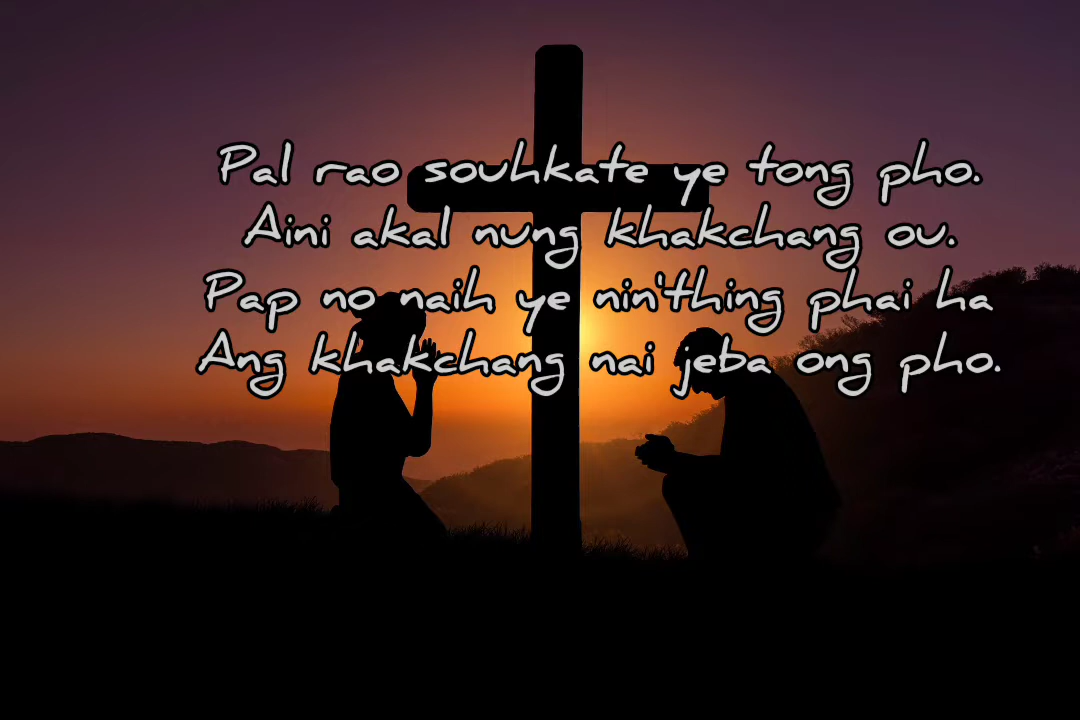 Pal rao souhkate ye tong pho.
Aini akal nung khakchang ou.
Pap no naih ye nin'thing phai ha
Ang khakchang nai jeba ong pho.